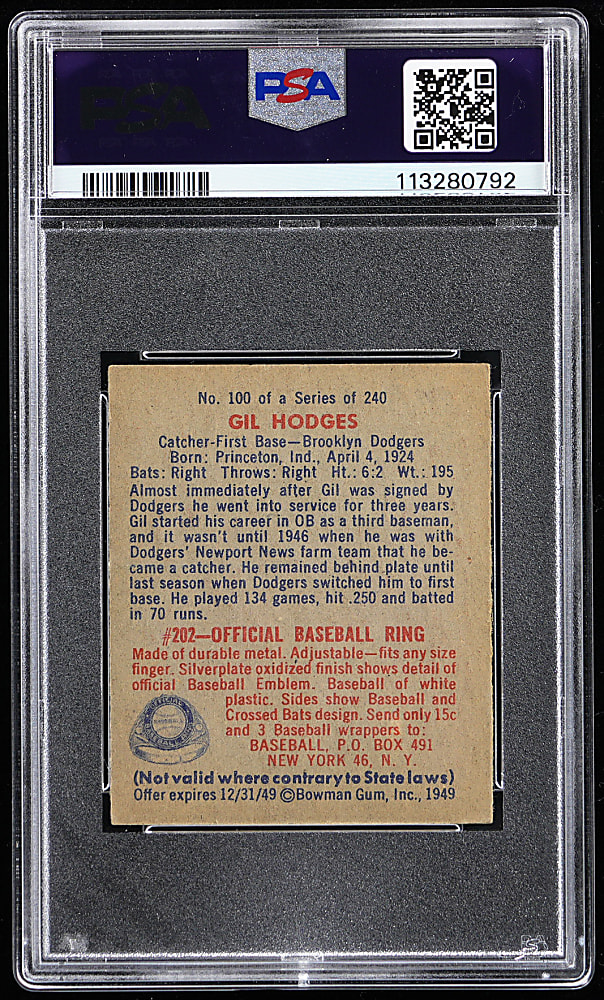 PSA
PSA
113280792
No. 100 of a Series of 240
GIL HODGES
Catcher-First Base—Brooklyn Dodgers
Born: Princeton, Ind., April 4, 1924
Bats: Right Throws: Right Ht.: 6:2 Wt.: 195
Almost immediately after Gil was signed by
Dodgers he went into service for three years.
Gil started his career in OB as a third baseman,
and it wasn't until 1946 when he was with
Dodgers' Newport News farm team that he be-
came a catcher. He remained behind plate until
last season when Dodgers switched him to first
base. He played 134 games, hit .250 and batted
in 70 runs.
#202—OFFICIAL BASEBALL RING
Made of durable metal. Adjustable—fits any size
finger. Silverplate oxidized finish shows detail of
official Baseball Emblem. Baseball of white
plastic. Sides show Baseball and
Crossed Bats design. Send only 15c
and 3 Baseball wrappers to:
BASEBALL, P.O. BOX 491
NEW YORK 46, N. Y.
(Not valid where contrary to State laws)
Offer expires 12/31/49 ©Bowman Gum, Inc., 1949
PSA